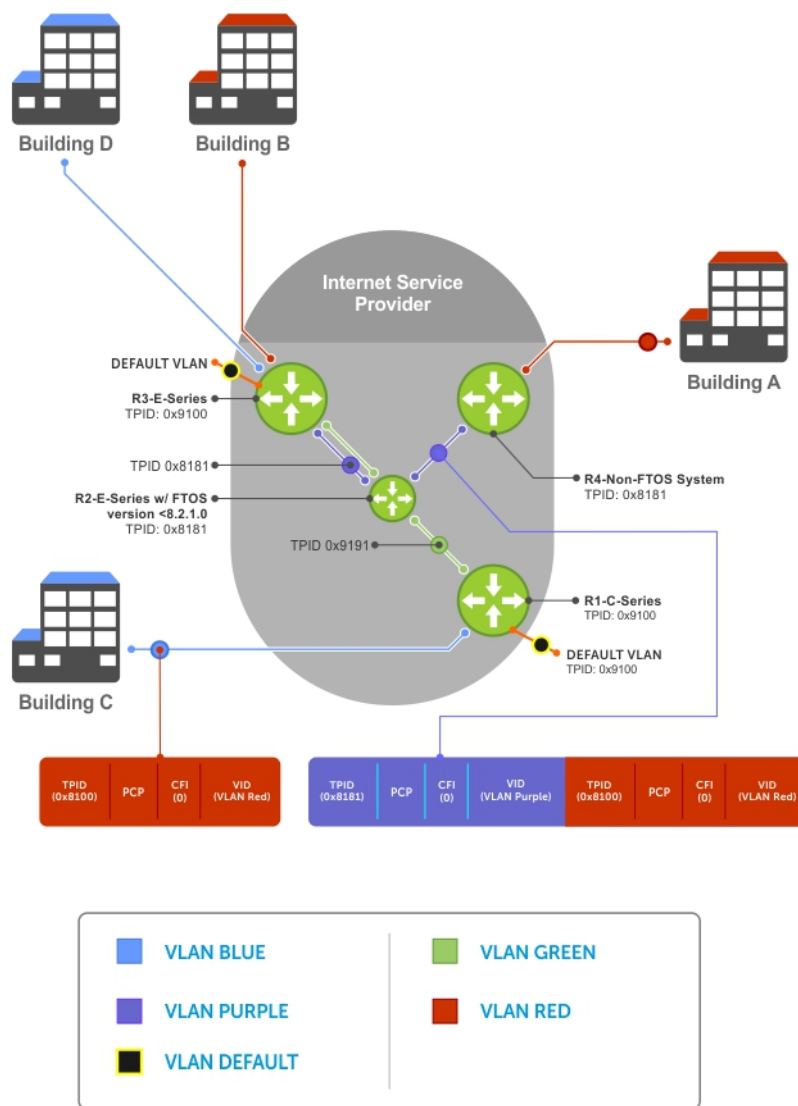 Building D
Building B
Internet Service
Provider
Building A
DEFAULT VLAN
R3-E-Series
TPID: 0x9100
TPID 0x8181
R4-Non-FTOS System
TPID: 0x8181
R2-E-Series w/ FTOS
version <8.2.1.0
TPID: 0x8181
TPID 0x9191
R1-C-Series
TPID: 0x9100
DEFAULT VLAN
TPID: 0x9100
Building C
TPID
(0x8100)
PCP
CFI
(0)
VID
(VLAN Red)
TPID
(0x8181)
PCP
CFI
(0)
VID
(VLAN Purple)
TPID
(0x8100)
PCP
CFI
(0)
VID
(VLAN Red)
VLAN BLUE
VLAN GREEN
VLAN PURPLE
VLAN RED
VLAN DEFAULT